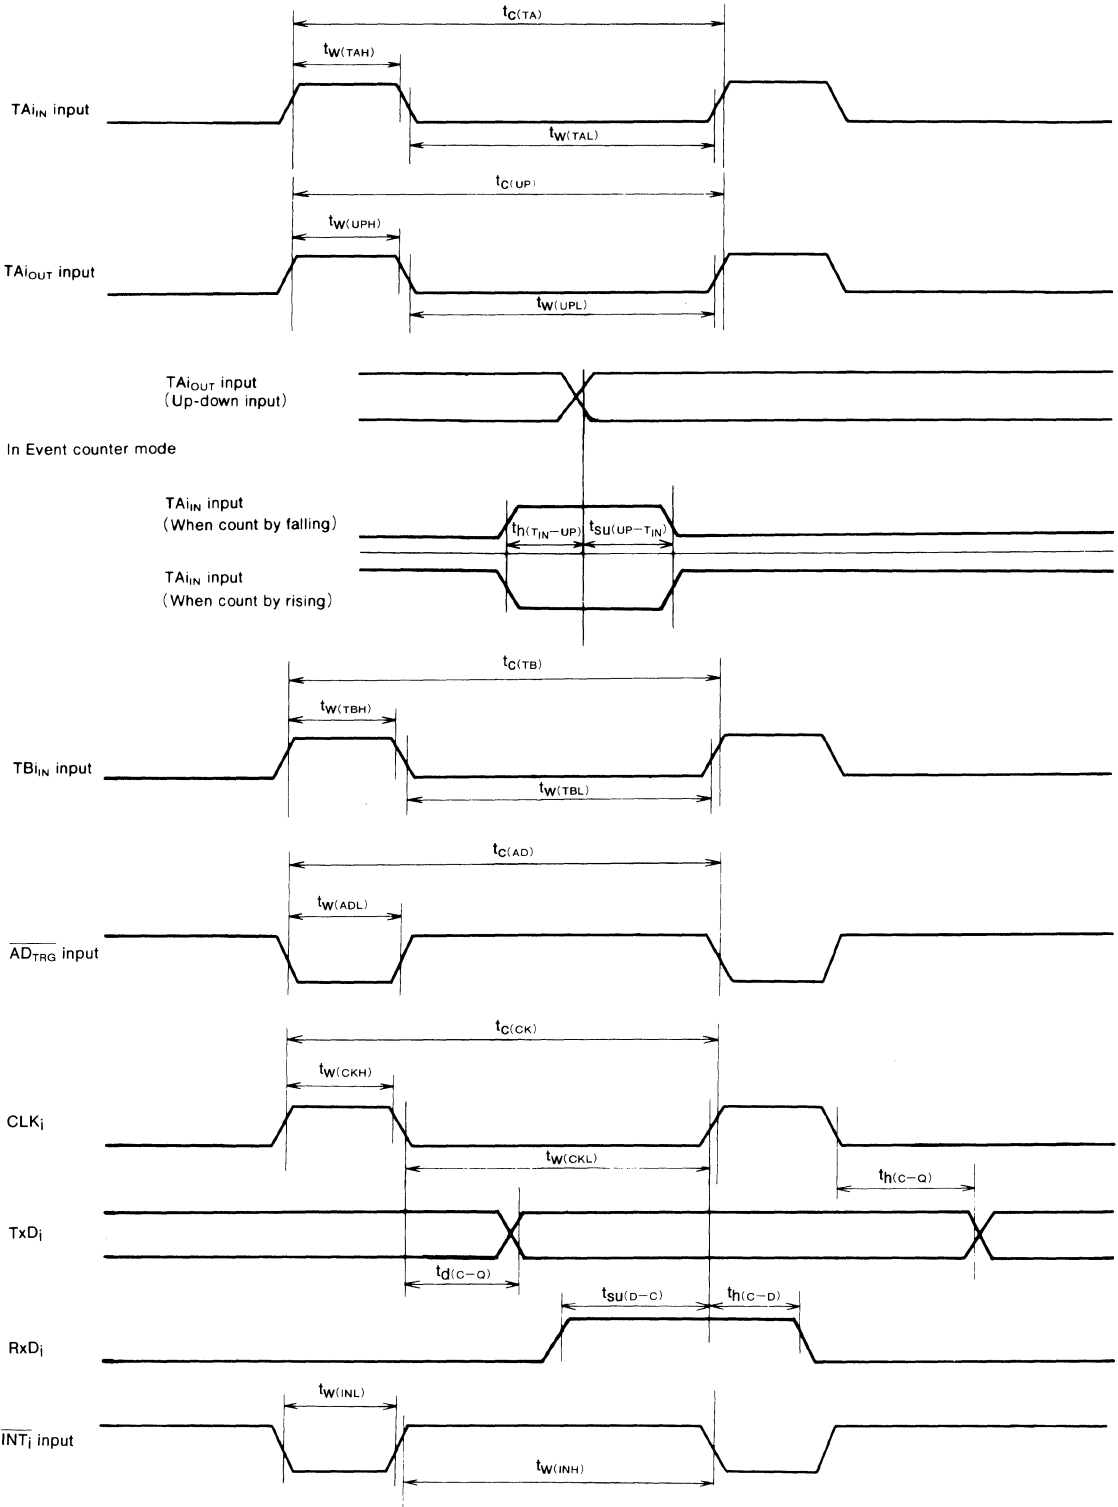 tc(TA)
tw(TAH)
TAiIN input
tw(TAL)
tc(UP)
tw(UPH)
TAiOUT input
tw(UPL)
TAiOUT input
(Up-down input)
In Event counter mode
TAiIN input
(When count by falling)
th(TIN−UP)
tsu(UP−TIN)
TAiIN input
(When count by rising)
tc(TB)
tw(TBH)
TBiIN input
tw(TBL)
tc(AD)
tw(ADL)
ADTRG input
tc(CK)
tw(CKH)
CLKi
tw(CKL)
th(C−Q)
TxDi
td(C−Q)
tsu(D−C)
th(C−D)
RxDi
tw(INL)
INTi input
tw(INH)